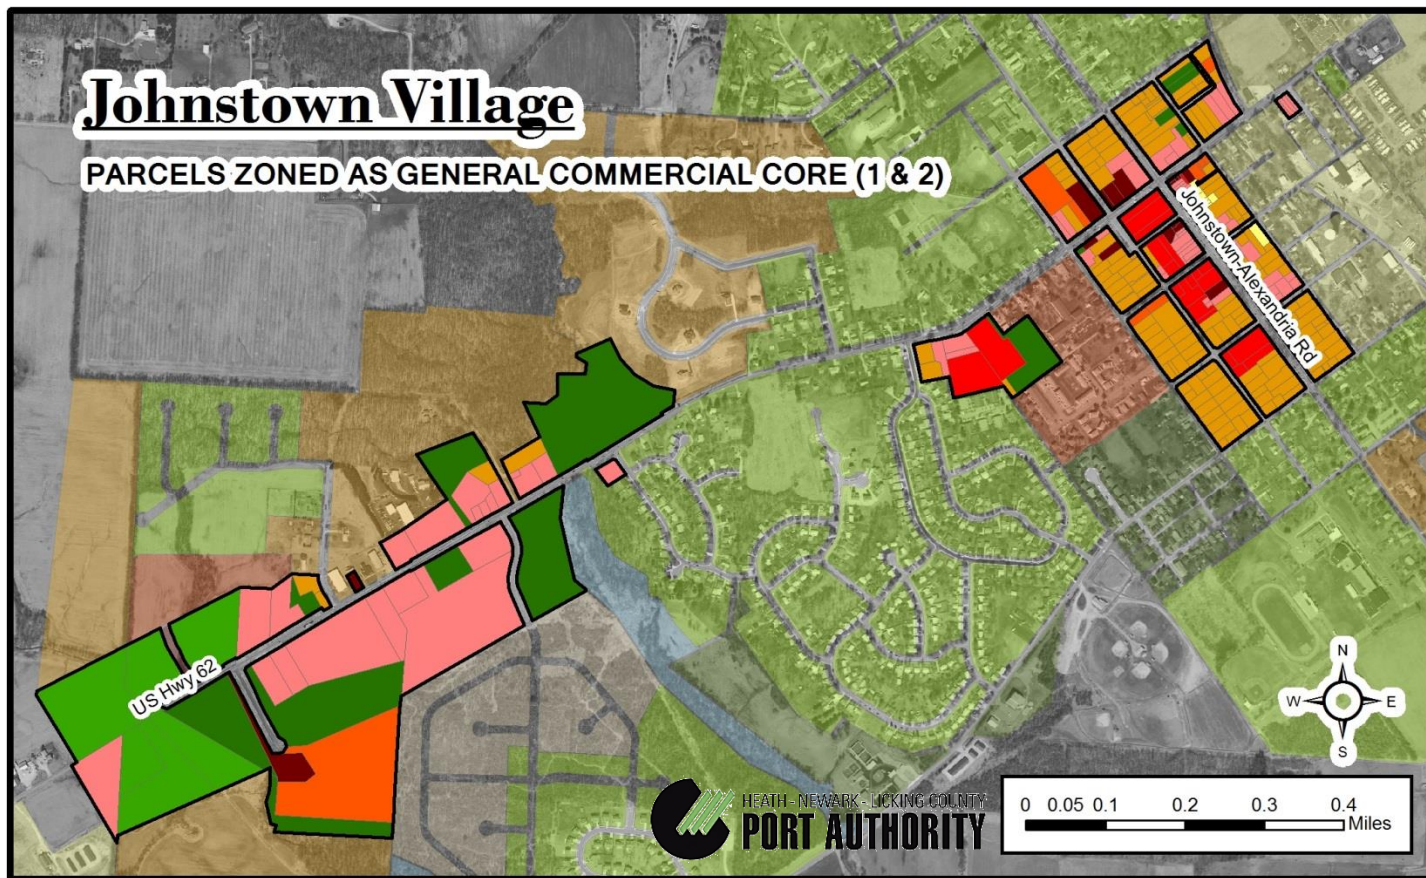 Johnstown Village
PARCELS ZONED AS GENERAL COMMERCIAL CORE (1 & 2)
Johnstown-Alexandria Rd
US Hwy 62
N
W E
S
HEATH - NEWARK - LICKING COUNTY
PORT AUTHORITY
0 0.05 0.1 0.2 0.3 0.4
Miles